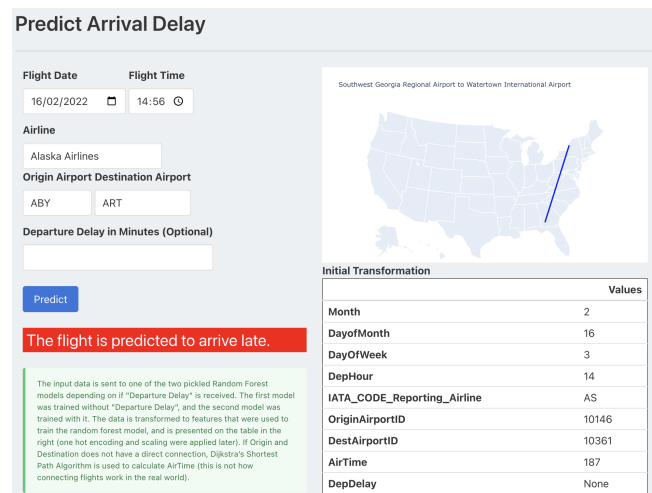 Predict Arrival Delay
Flight Date Flight Time
16/02/2022 14:56
Airline
Alaska Airlines
Origin Airport Destination Airport
ABY ART
Departure Delay in Minutes (Optional)
Predict
The flight is predicted to arrive late.
The input data is sent to one of the two pickled Random Forest
models depending on if "Departure Delay" is received. The first model
was trained without "Departure Delay", and the second model was
trained with it. The data is transformed to features that were used to
train the random forest model, and is presented on the table in the
right (one hot encoding and scaling were applied later). If Origin and
Destination does not have a direct connection, Dijkstra's Shortest
Path Algorithm is used to calculate AirTime (this is not how
connecting flights work in the real world).
Southwest Georgia Regional Airport to Watertown International Airport
Initial Transformation
Values
Month 2
DayofMonth 16
DayOfWeek 3
DepHour 14
IATA_CODE_Reporting_Airline AS
OriginAirportID 10146
DestAirportID 10361
AirTime 187
DepDelay None